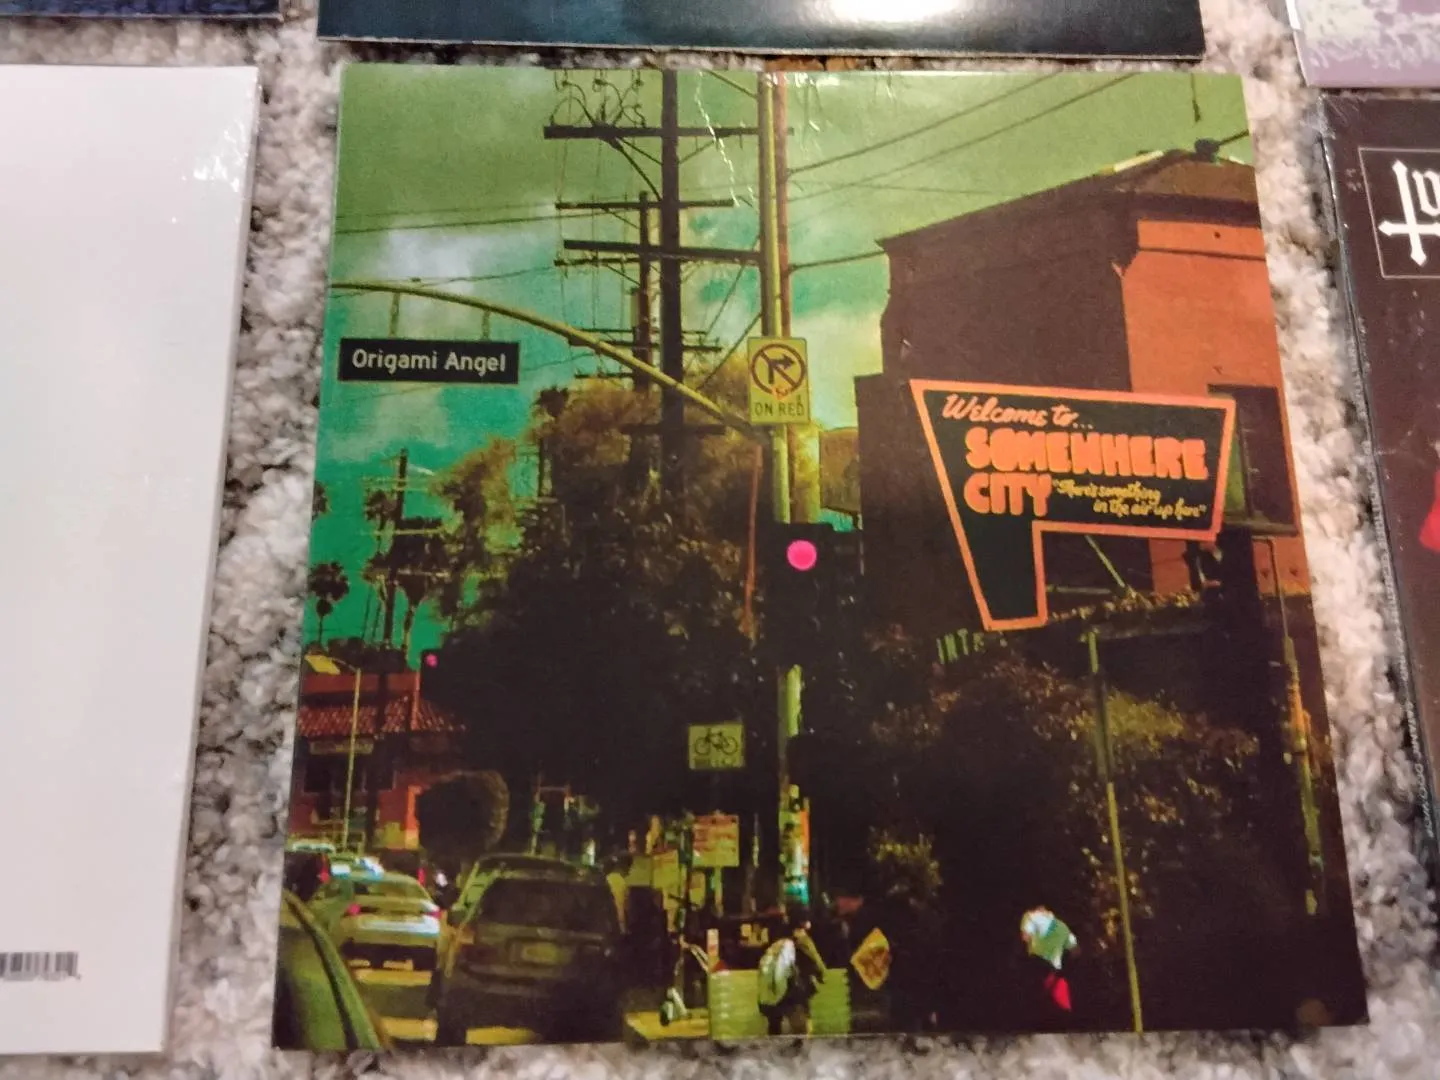 Origami Angel
ON RED
Welcome to...
SOMEWHERE
CITY
"There's something
in the air up here"